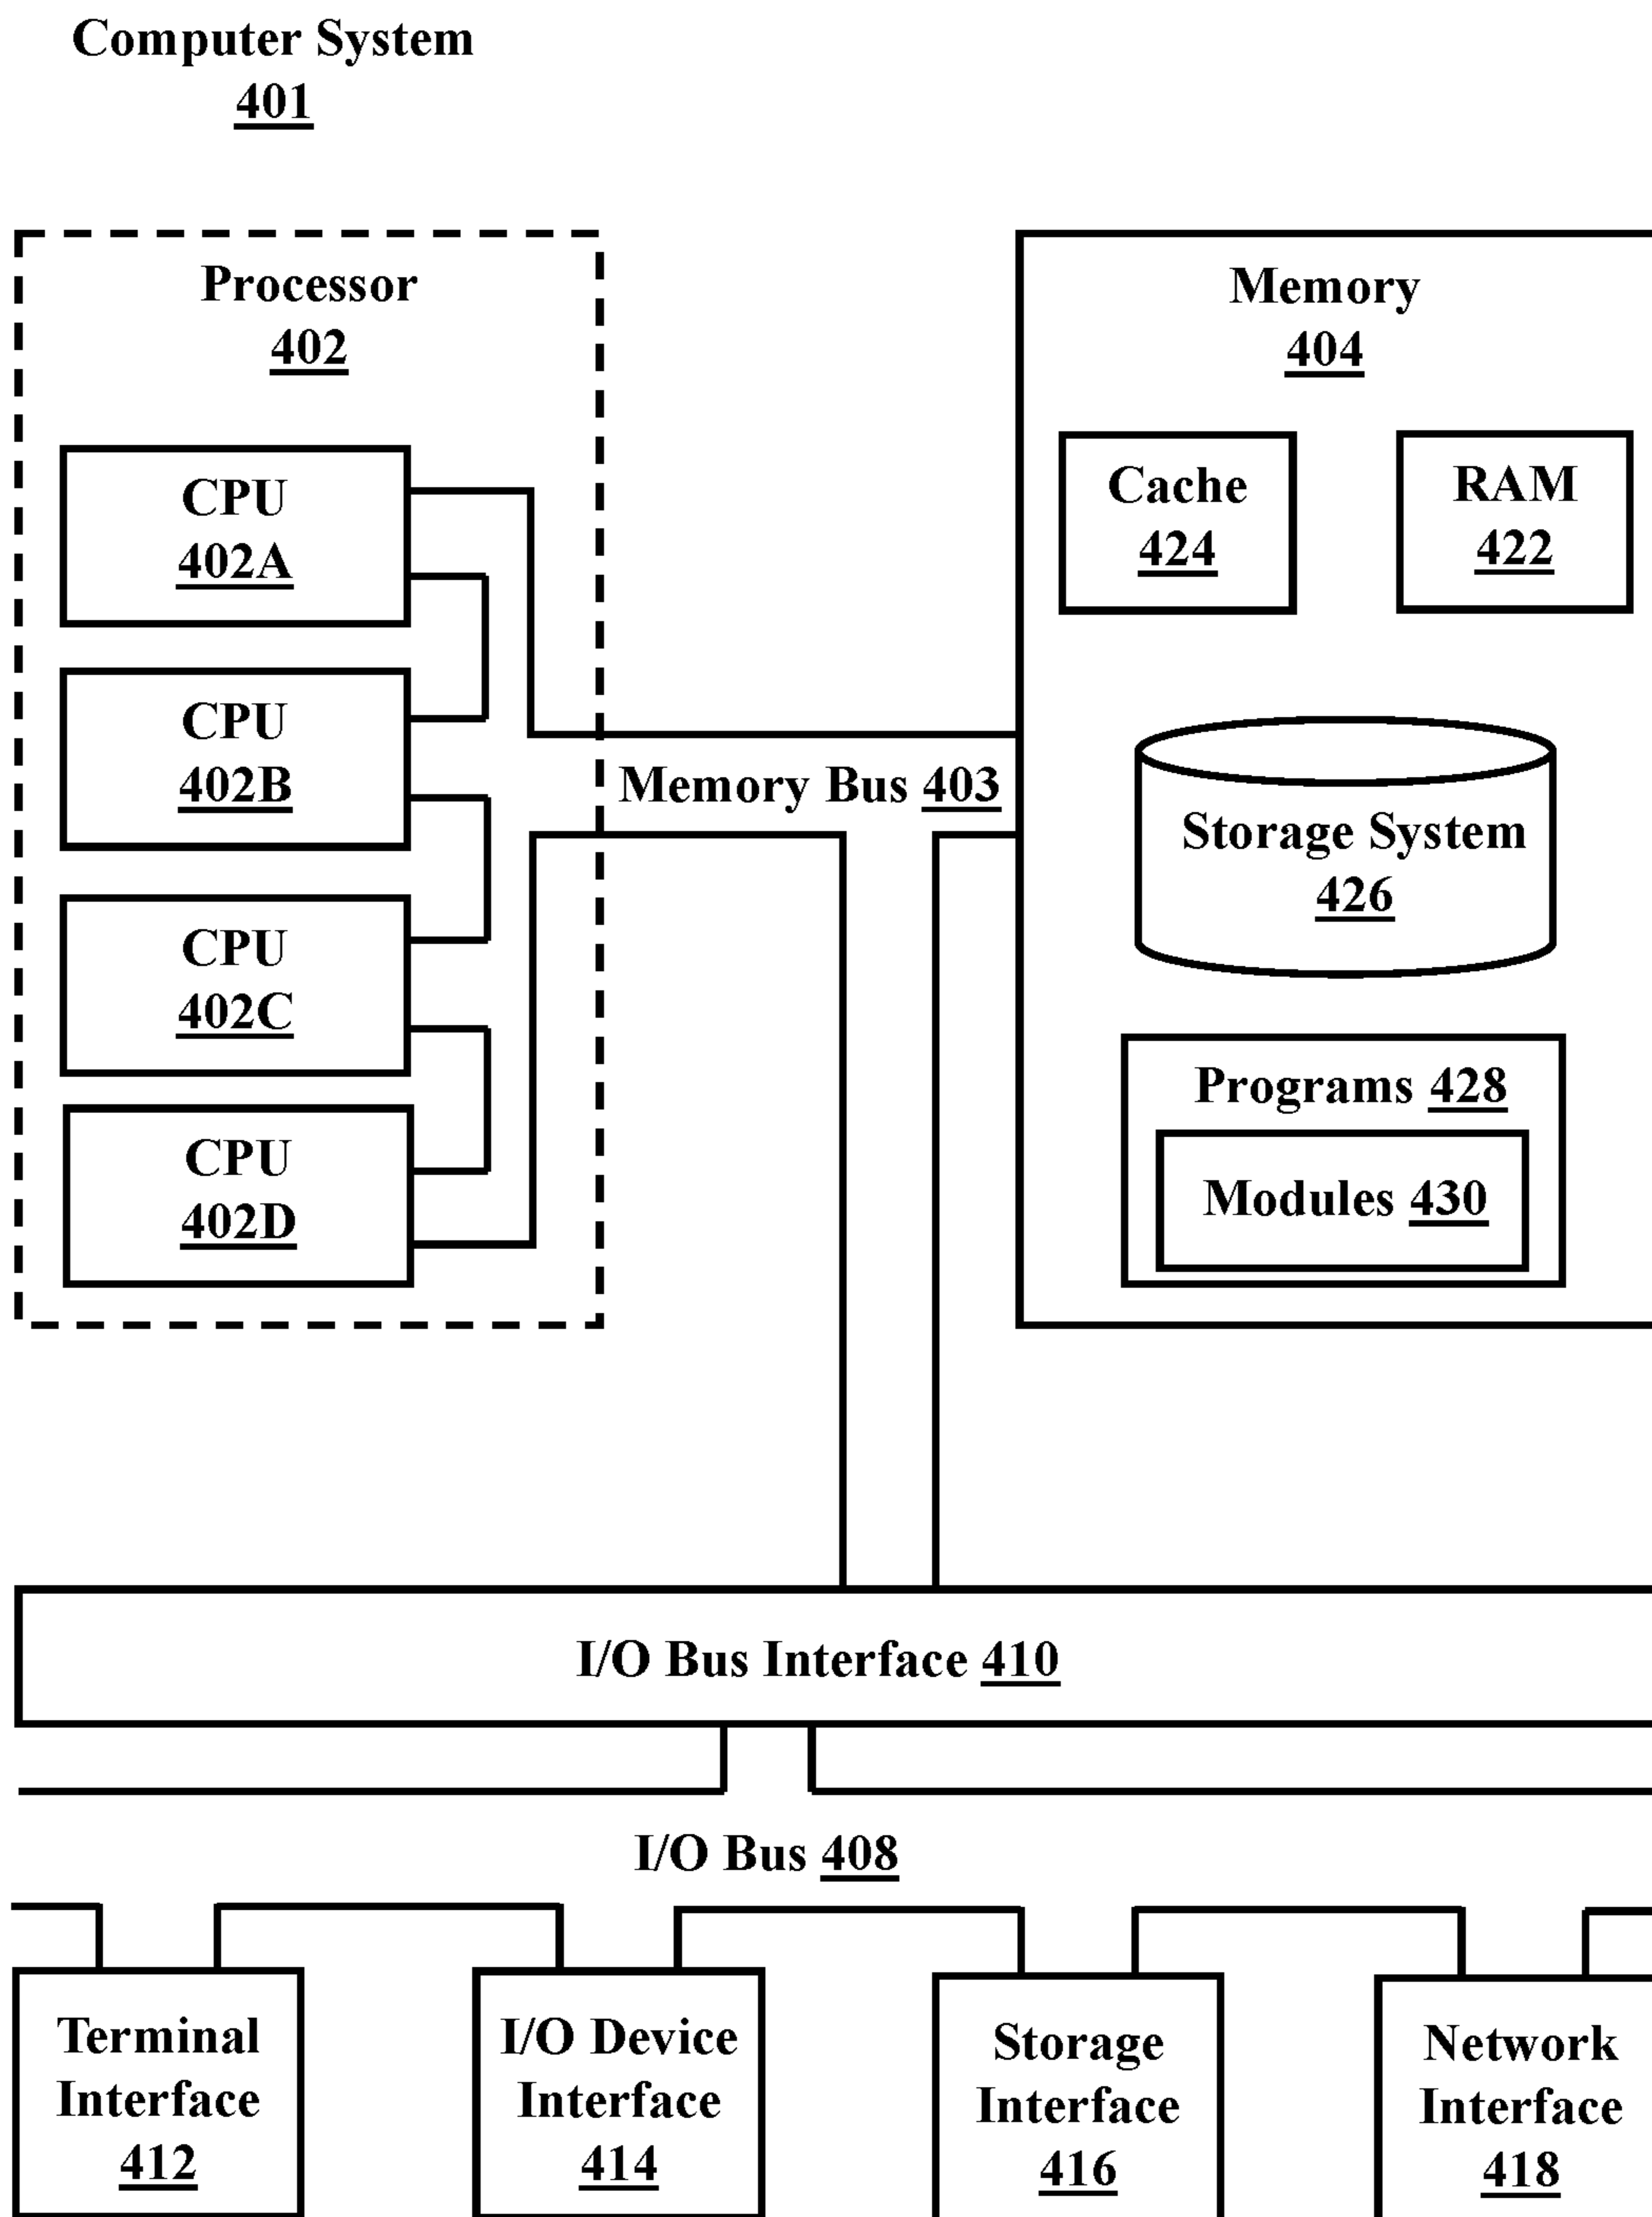 Computer System
401
Processor
402
CPU
402A
CPU
402B
CPU
402C
CPU
402D
Memory Bus 403
Memory
404
Cache
424
RAM
422
Storage System
426
Programs 428
Modules 430
I/O Bus Interface 410
I/O Bus 408
Terminal
Interface
412
I/O Device
Interface
414
Storage
Interface
416
Network
Interface
418